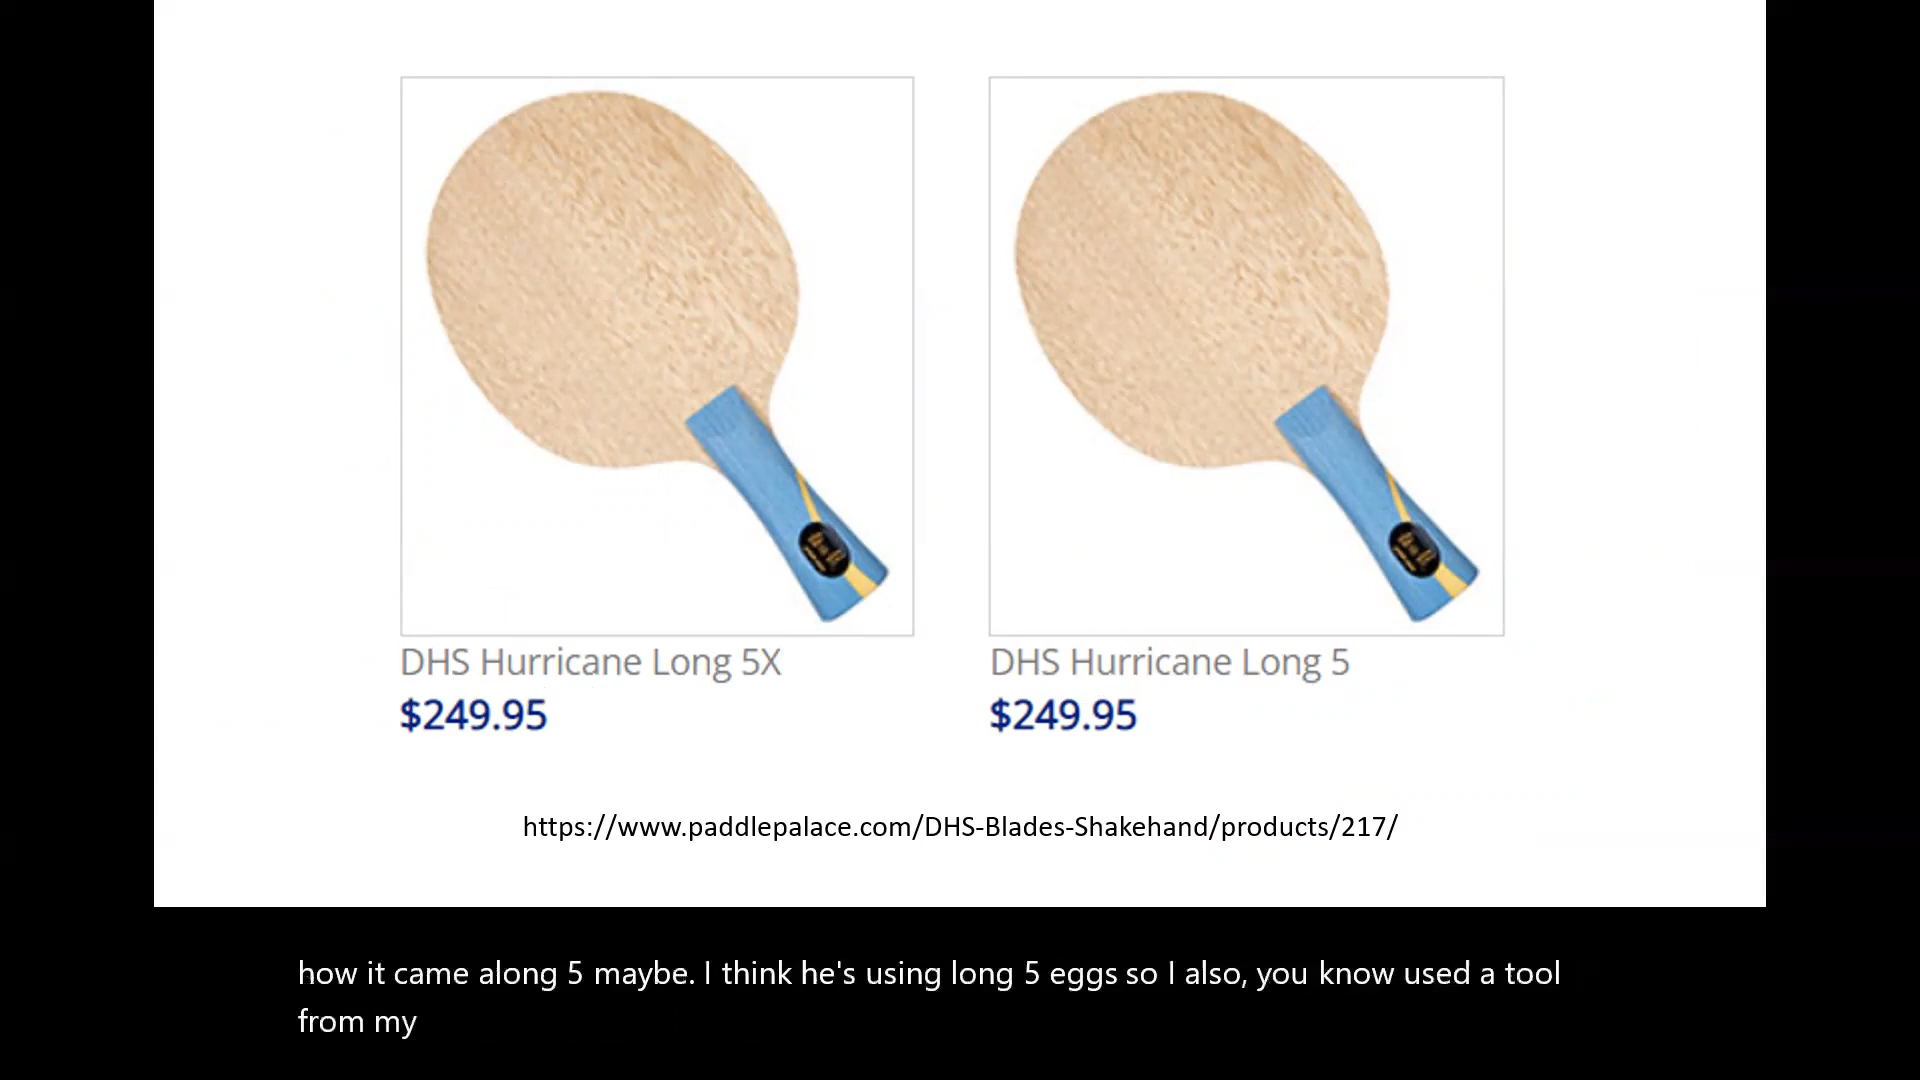 DHS Hurricane Long 5X
$249.95
DHS Hurricane Long 5
$249.95
https://www.paddlepalace.com/DHS-Blades-Shakehand/products/217/
how it came along 5 maybe. I think he's using long 5 eggs so I also, you know used a tool
from my